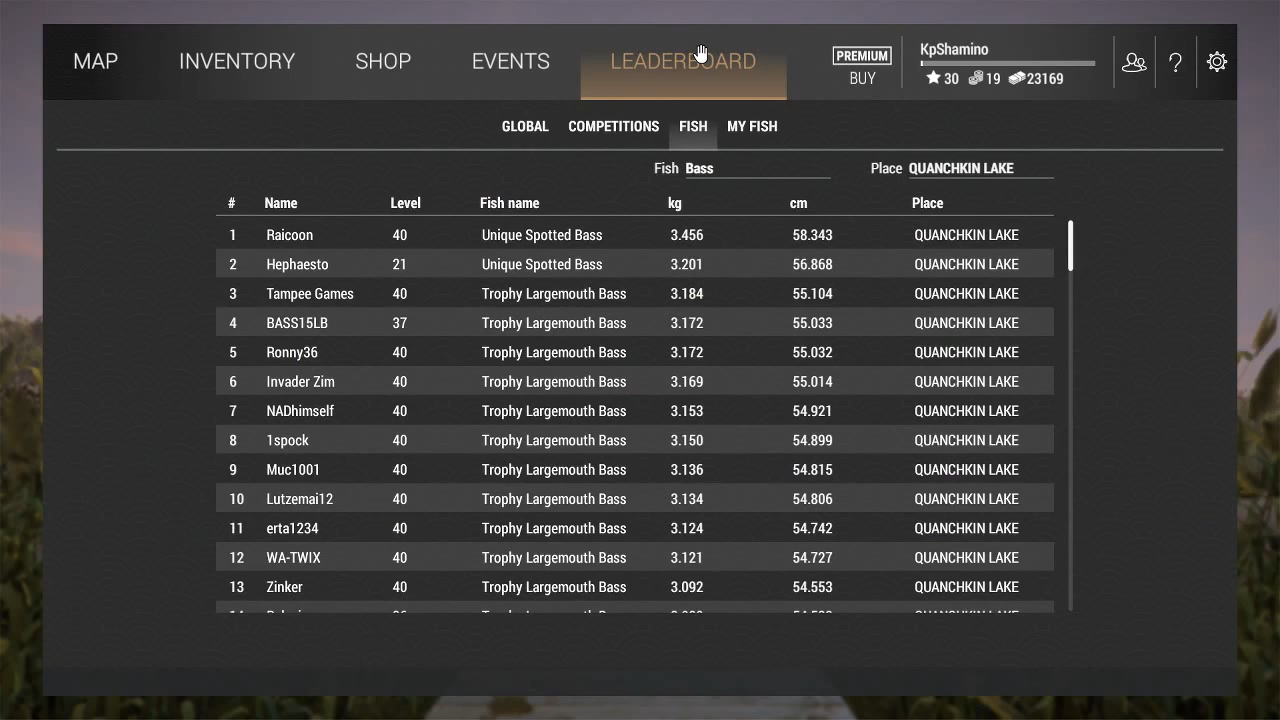 MAP INVENTORY SHOP EVENTS LEADERBOARD PREMIUM BUY KpShamino 30 19 23169 ?
GLOBAL COMPETITIONS FISH MY FISH
Fish Bass Place QUANCHKIN LAKE
# Name Level Fish name kg cm Place
1 Raicoon 40 Unique Spotted Bass 3.456 58.343 QUANCHKIN LAKE
2 Hephaesto 21 Unique Spotted Bass 3.201 56.868 QUANCHKIN LAKE
3 Tampee Games 40 Trophy Largemouth Bass 3.184 55.104 QUANCHKIN LAKE
4 BASS15LB 37 Trophy Largemouth Bass 3.172 55.033 QUANCHKIN LAKE
5 Ronny36 40 Trophy Largemouth Bass 3.172 55.032 QUANCHKIN LAKE
6 Invader Zim 40 Trophy Largemouth Bass 3.169 55.014 QUANCHKIN LAKE
7 NADhimself 40 Trophy Largemouth Bass 3.153 54.921 QUANCHKIN LAKE
8 1spock 40 Trophy Largemouth Bass 3.150 54.899 QUANCHKIN LAKE
9 Muc1001 40 Trophy Largemouth Bass 3.136 54.815 QUANCHKIN LAKE
10 Lutzemai12 40 Trophy Largemouth Bass 3.134 54.806 QUANCHKIN LAKE
11 erta1234 40 Trophy Largemouth Bass 3.124 54.742 QUANCHKIN LAKE
12 WA-TWIX 40 Trophy Largemouth Bass 3.121 54.727 QUANCHKIN LAKE
13 Zinker 40 Trophy Largemouth Bass 3.092 54.553 QUANCHKIN LAKE